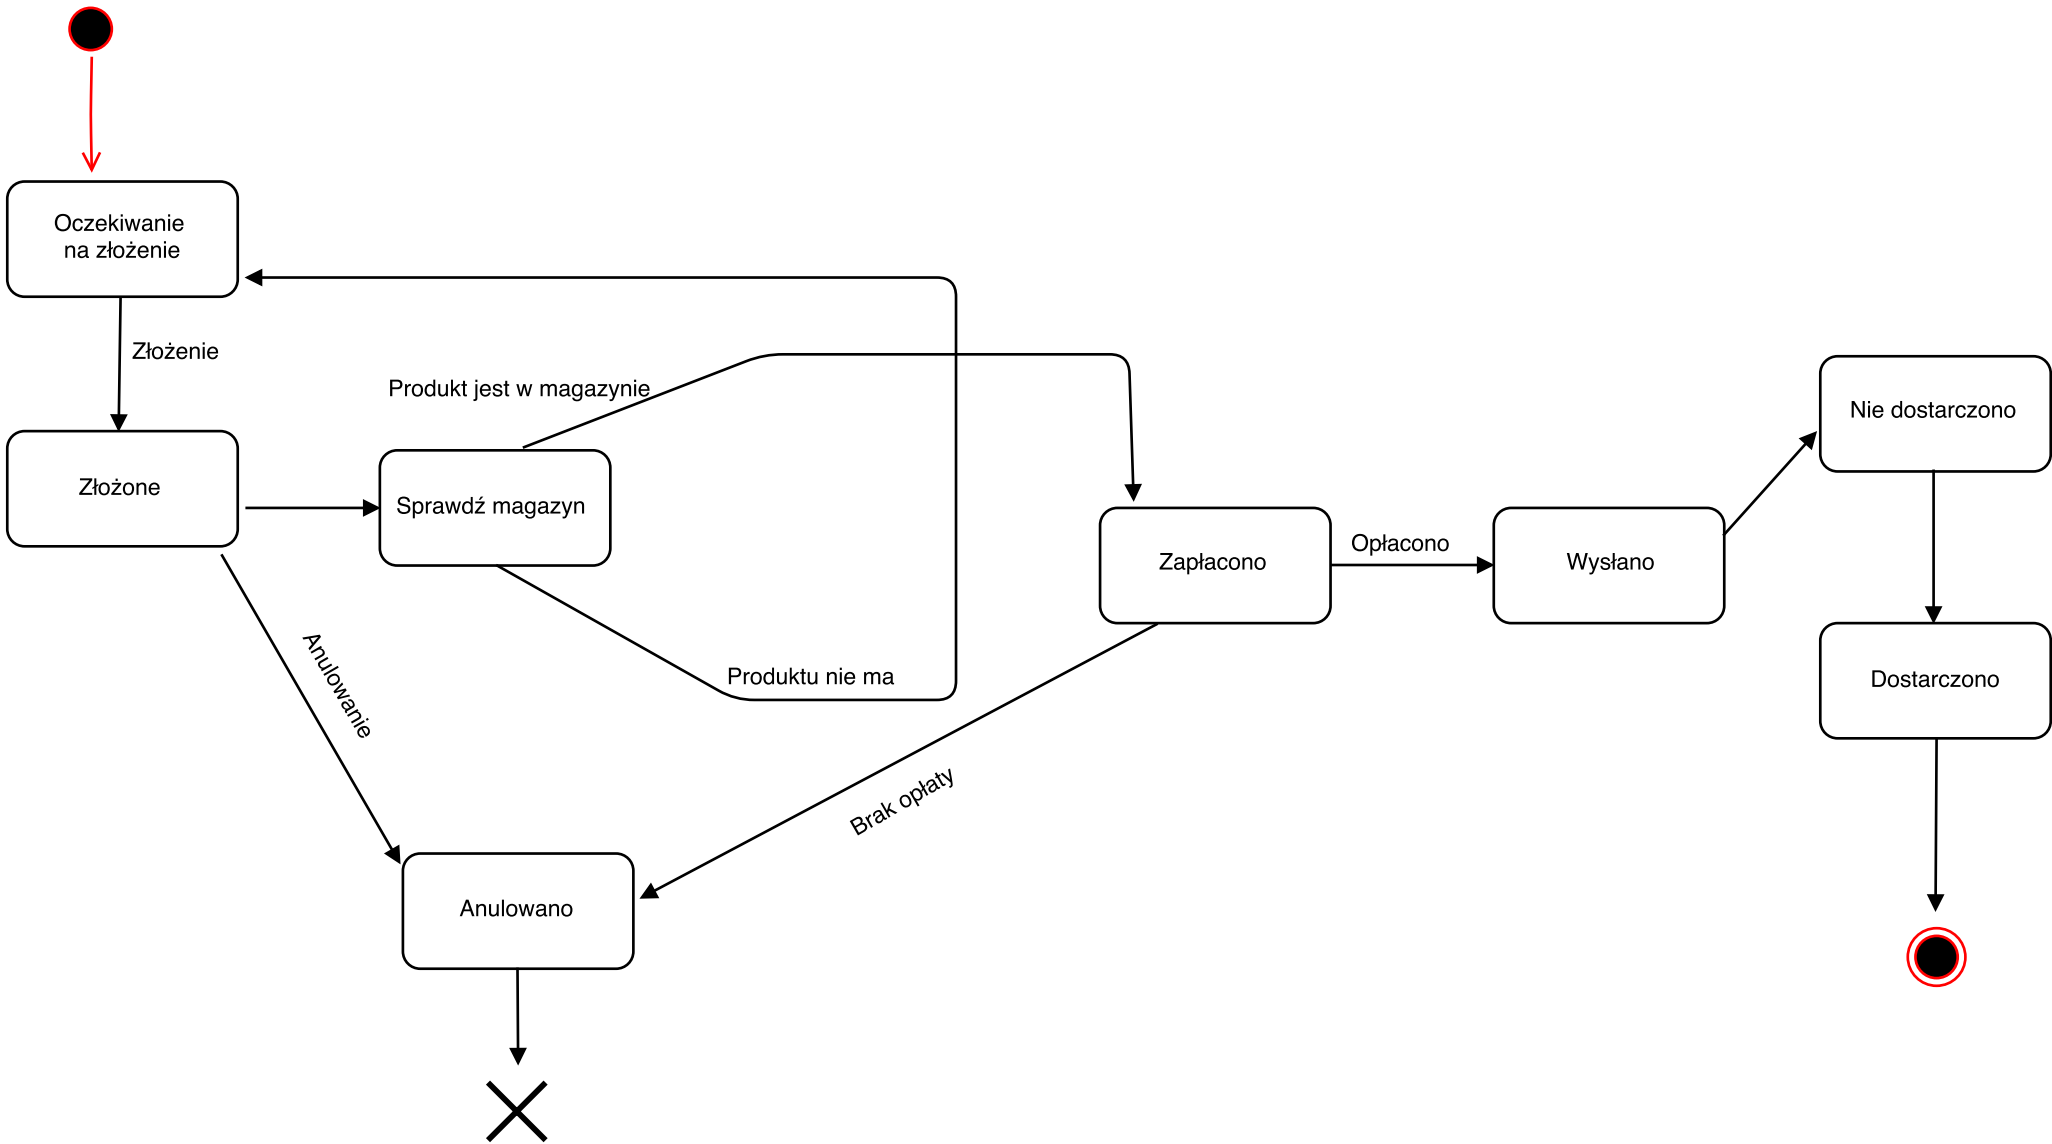 Oczekiwanie
na złożenie
Złożenie
Produkt jest w magazynie
Nie dostarczono
Złożone
Sprawdź magazyn
Opłacono
Zapłacono
Wysłano
Anulowanie
Produktu nie ma
Dostarczono
Brak opłaty
Anulowano